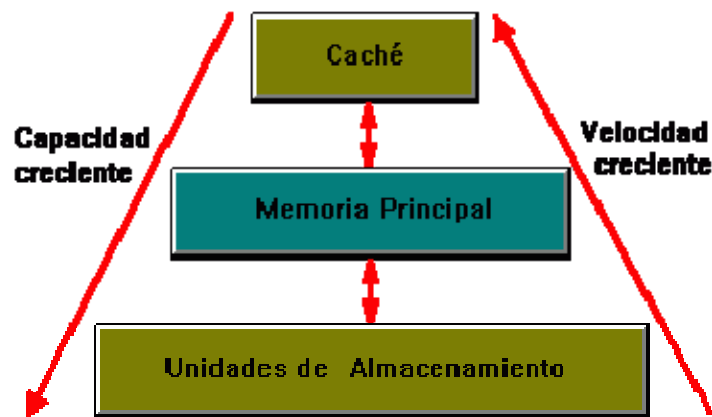 Caché
Capacidad
creciente
Velocidad
creciente
Memoria Principal
Unidades de Almacenamiento